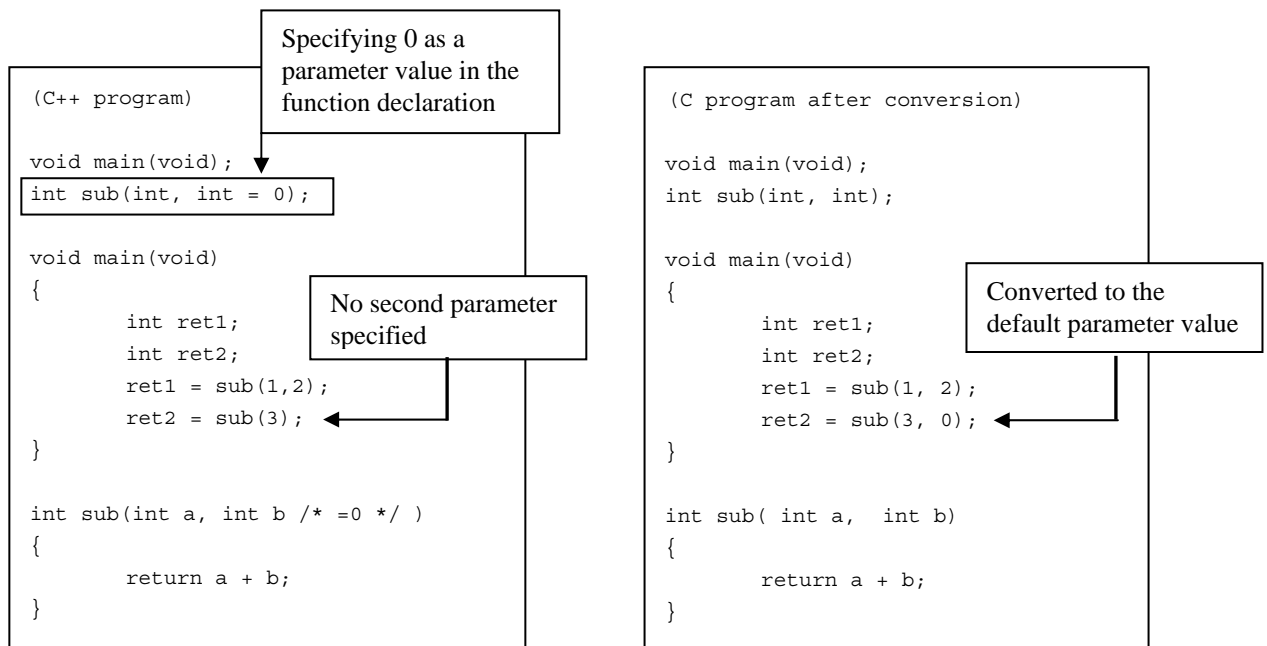 Specifying 0 as a
parameter value in the
function declaration
(C++ program)
void main(void);
int sub(int, int = 0);
void main(void)
{
int ret1;
int ret2;
ret1 = sub(1,2);
ret2 = sub(3);
}
No second parameter
specified
int sub(int a, int b /* =0 */ )
{
return a + b;
}
(C program after conversion)
void main(void);
int sub(int, int);
void main(void)
{
int ret1;
int ret2;
ret1 = sub(1, 2);
ret2 = sub(3, 0);
}
Converted to the
default parameter value
int sub( int a,  int b)
{
return a + b;
}